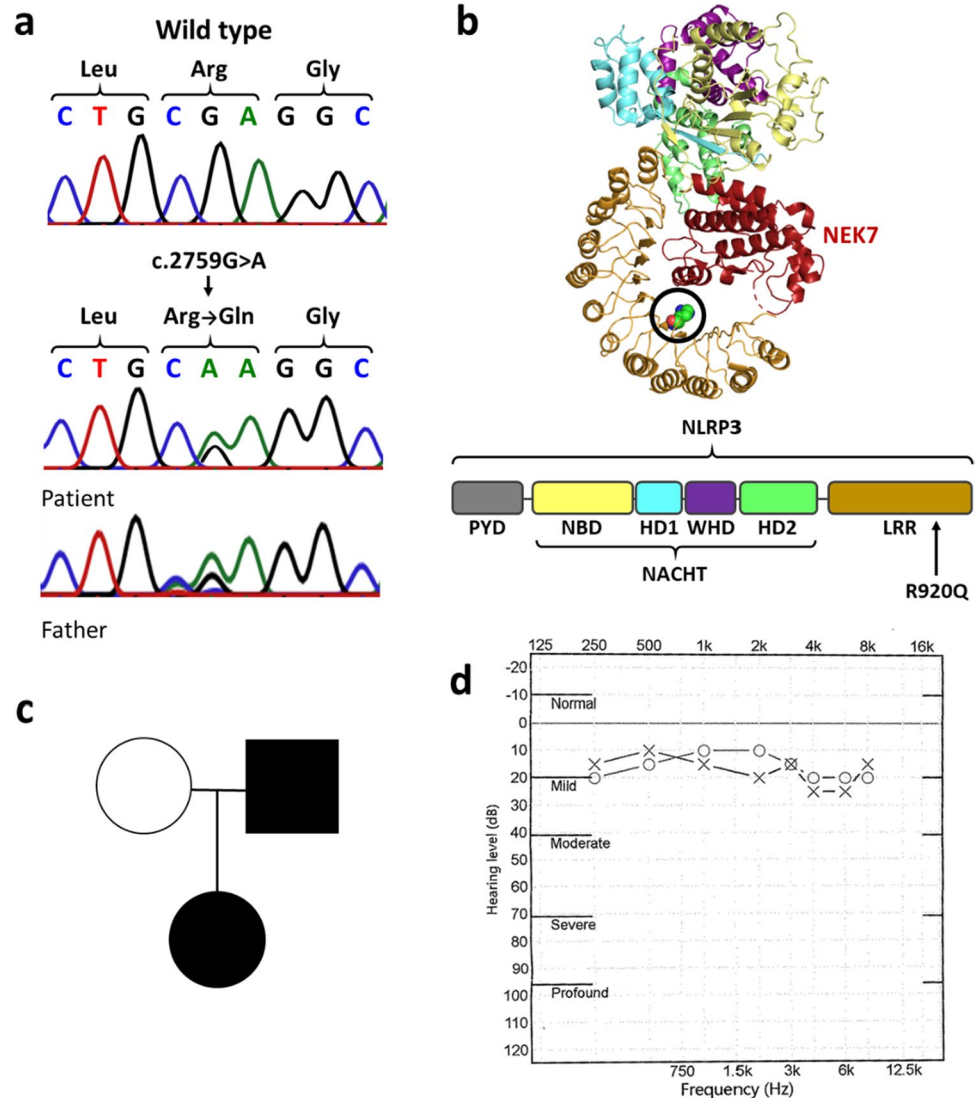 a
Wild type
Leu Arg Gly
C T G C G A G G C
c.2759G>A
Leu Arg→Gln Gly
C T G C A A G G C
Patient
Father
b
NEK7
NLRP3
PYD NBD HD1 WHD HD2 LRR
NACHT
R920Q
c
d
125 250 500 1k 2k 4k 8k 16k
-20
-10 Normal
0
10
20 Mild
30
40 Moderate
50
60
70 Severe
80
90
100 Profound
110
120
Hearing level (dB)
750 1.5k 3k 6k 12.5k
Frequency (Hz)